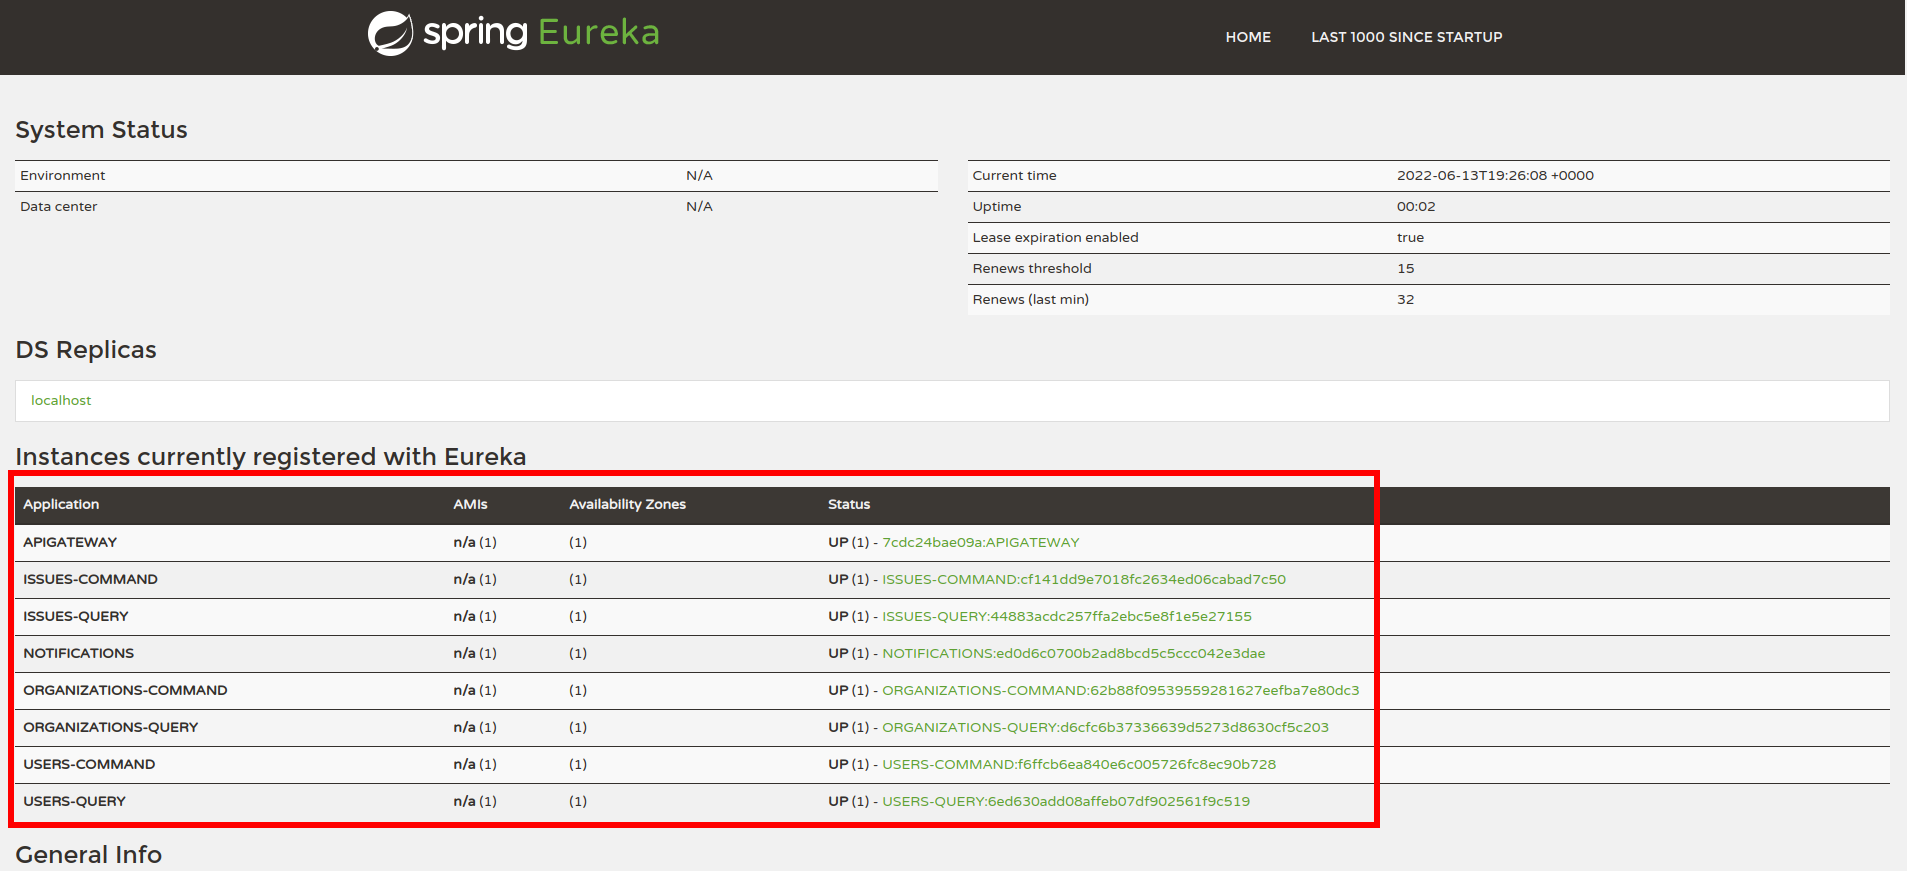 spring Eureka
HOME LAST 1000 SINCE STARTUP
System Status
Environment N/A
Data center N/A
Current time 2022-06-13T19:26:08 +0000
Uptime 00:02
Lease expiration enabled true
Renews threshold 15
Renews (last min) 32
DS Replicas
localhost
Instances currently registered with Eureka
Application AMIs Availability Zones Status
APIGATEWAY n/a (1) (1) UP (1) - 7cdc24bae09a:APIGATEWAY
ISSUES-COMMAND n/a (1) (1) UP (1) - ISSUES-COMMAND:cf141dd9e7018fc2634ed06cabad7c50
ISSUES-QUERY n/a (1) (1) UP (1) - ISSUES-QUERY:44883acdc257ffa2ebc5e8f1e5e27155
NOTIFICATIONS n/a (1) (1) UP (1) - NOTIFICATIONS:ed0d6c0700b2ad8bcd5c5ccc042e3dae
ORGANIZATIONS-COMMAND n/a (1) (1) UP (1) - ORGANIZATIONS-COMMAND:62b88f09539559281627eefba7e80dc3
ORGANIZATIONS-QUERY n/a (1) (1) UP (1) - ORGANIZATIONS-QUERY:d6cfc6b37336639d5273d8630cf5c203
USERS-COMMAND n/a (1) (1) UP (1) - USERS-COMMAND:f6ffcb6ea840e6c005726fc8ec90b728
USERS-QUERY n/a (1) (1) UP (1) - USERS-QUERY:6ed630add08affeb07df902561f9c519
General Info